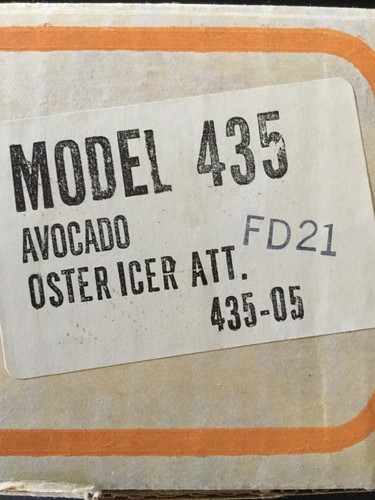 MODEL 435
AVOCADO
FD21
OSTER ICER ATT.
435-05